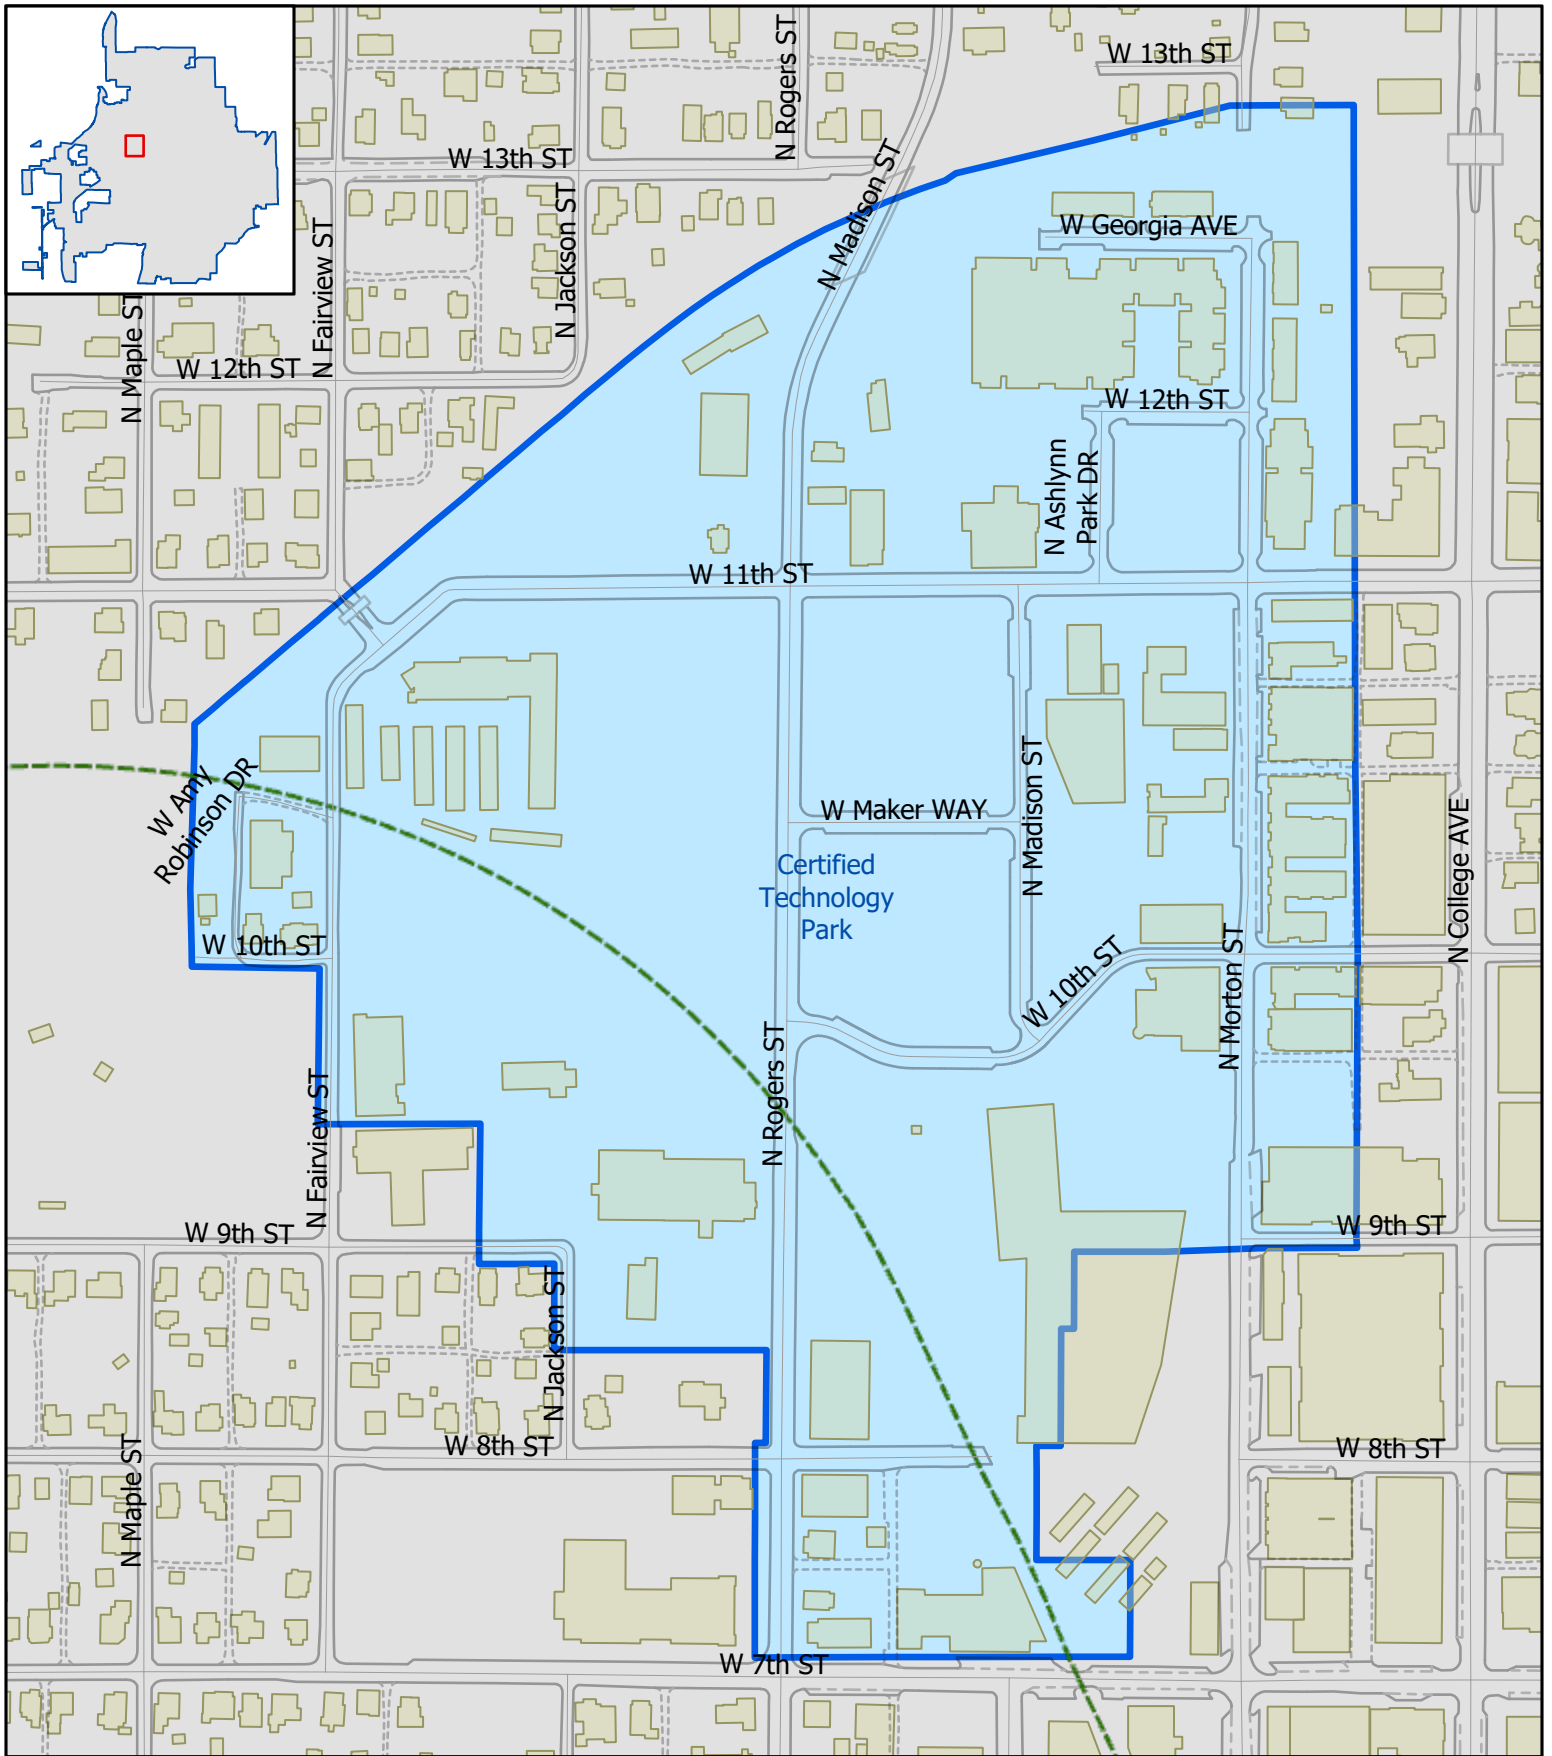 N Rogers ST
W 13th ST
W 13th ST
N Madison ST
N Jackson ST
N Fairview ST
W Georgia AVE
N Maple ST
W 12th ST
W 12th ST
N Ashlynn
Park DR
W 11th ST
W Amy
Robinson DR
W Maker WAY
N Madison ST
N College AVE
Certified
Technology
Park
W 10th ST
W 10th ST
N Morton ST
N Rogers ST
N Fairview ST
W 9th ST
W 9th ST
N Jackson ST
W 8th ST
W 8th ST
N Maple ST
W 7th ST